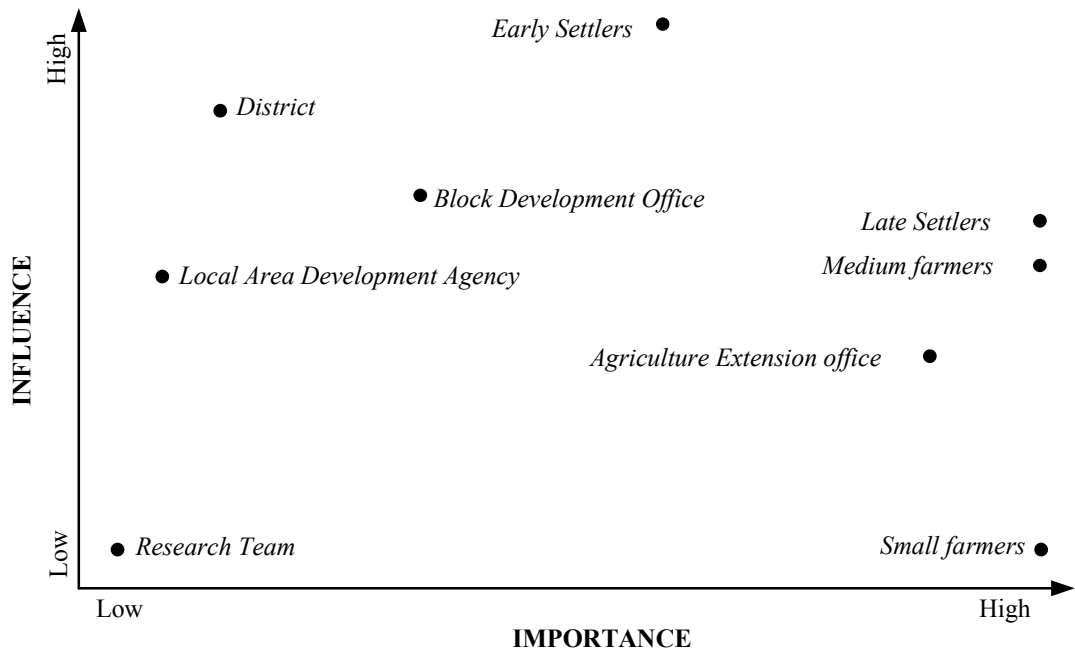 High
Early Settlers
District
Block Development Office
Late Settlers
Medium farmers
Local Area Development Agency
INFLUENCE
Agriculture Extension office
Low
Research Team
Small farmers
Low
High
IMPORTANCE